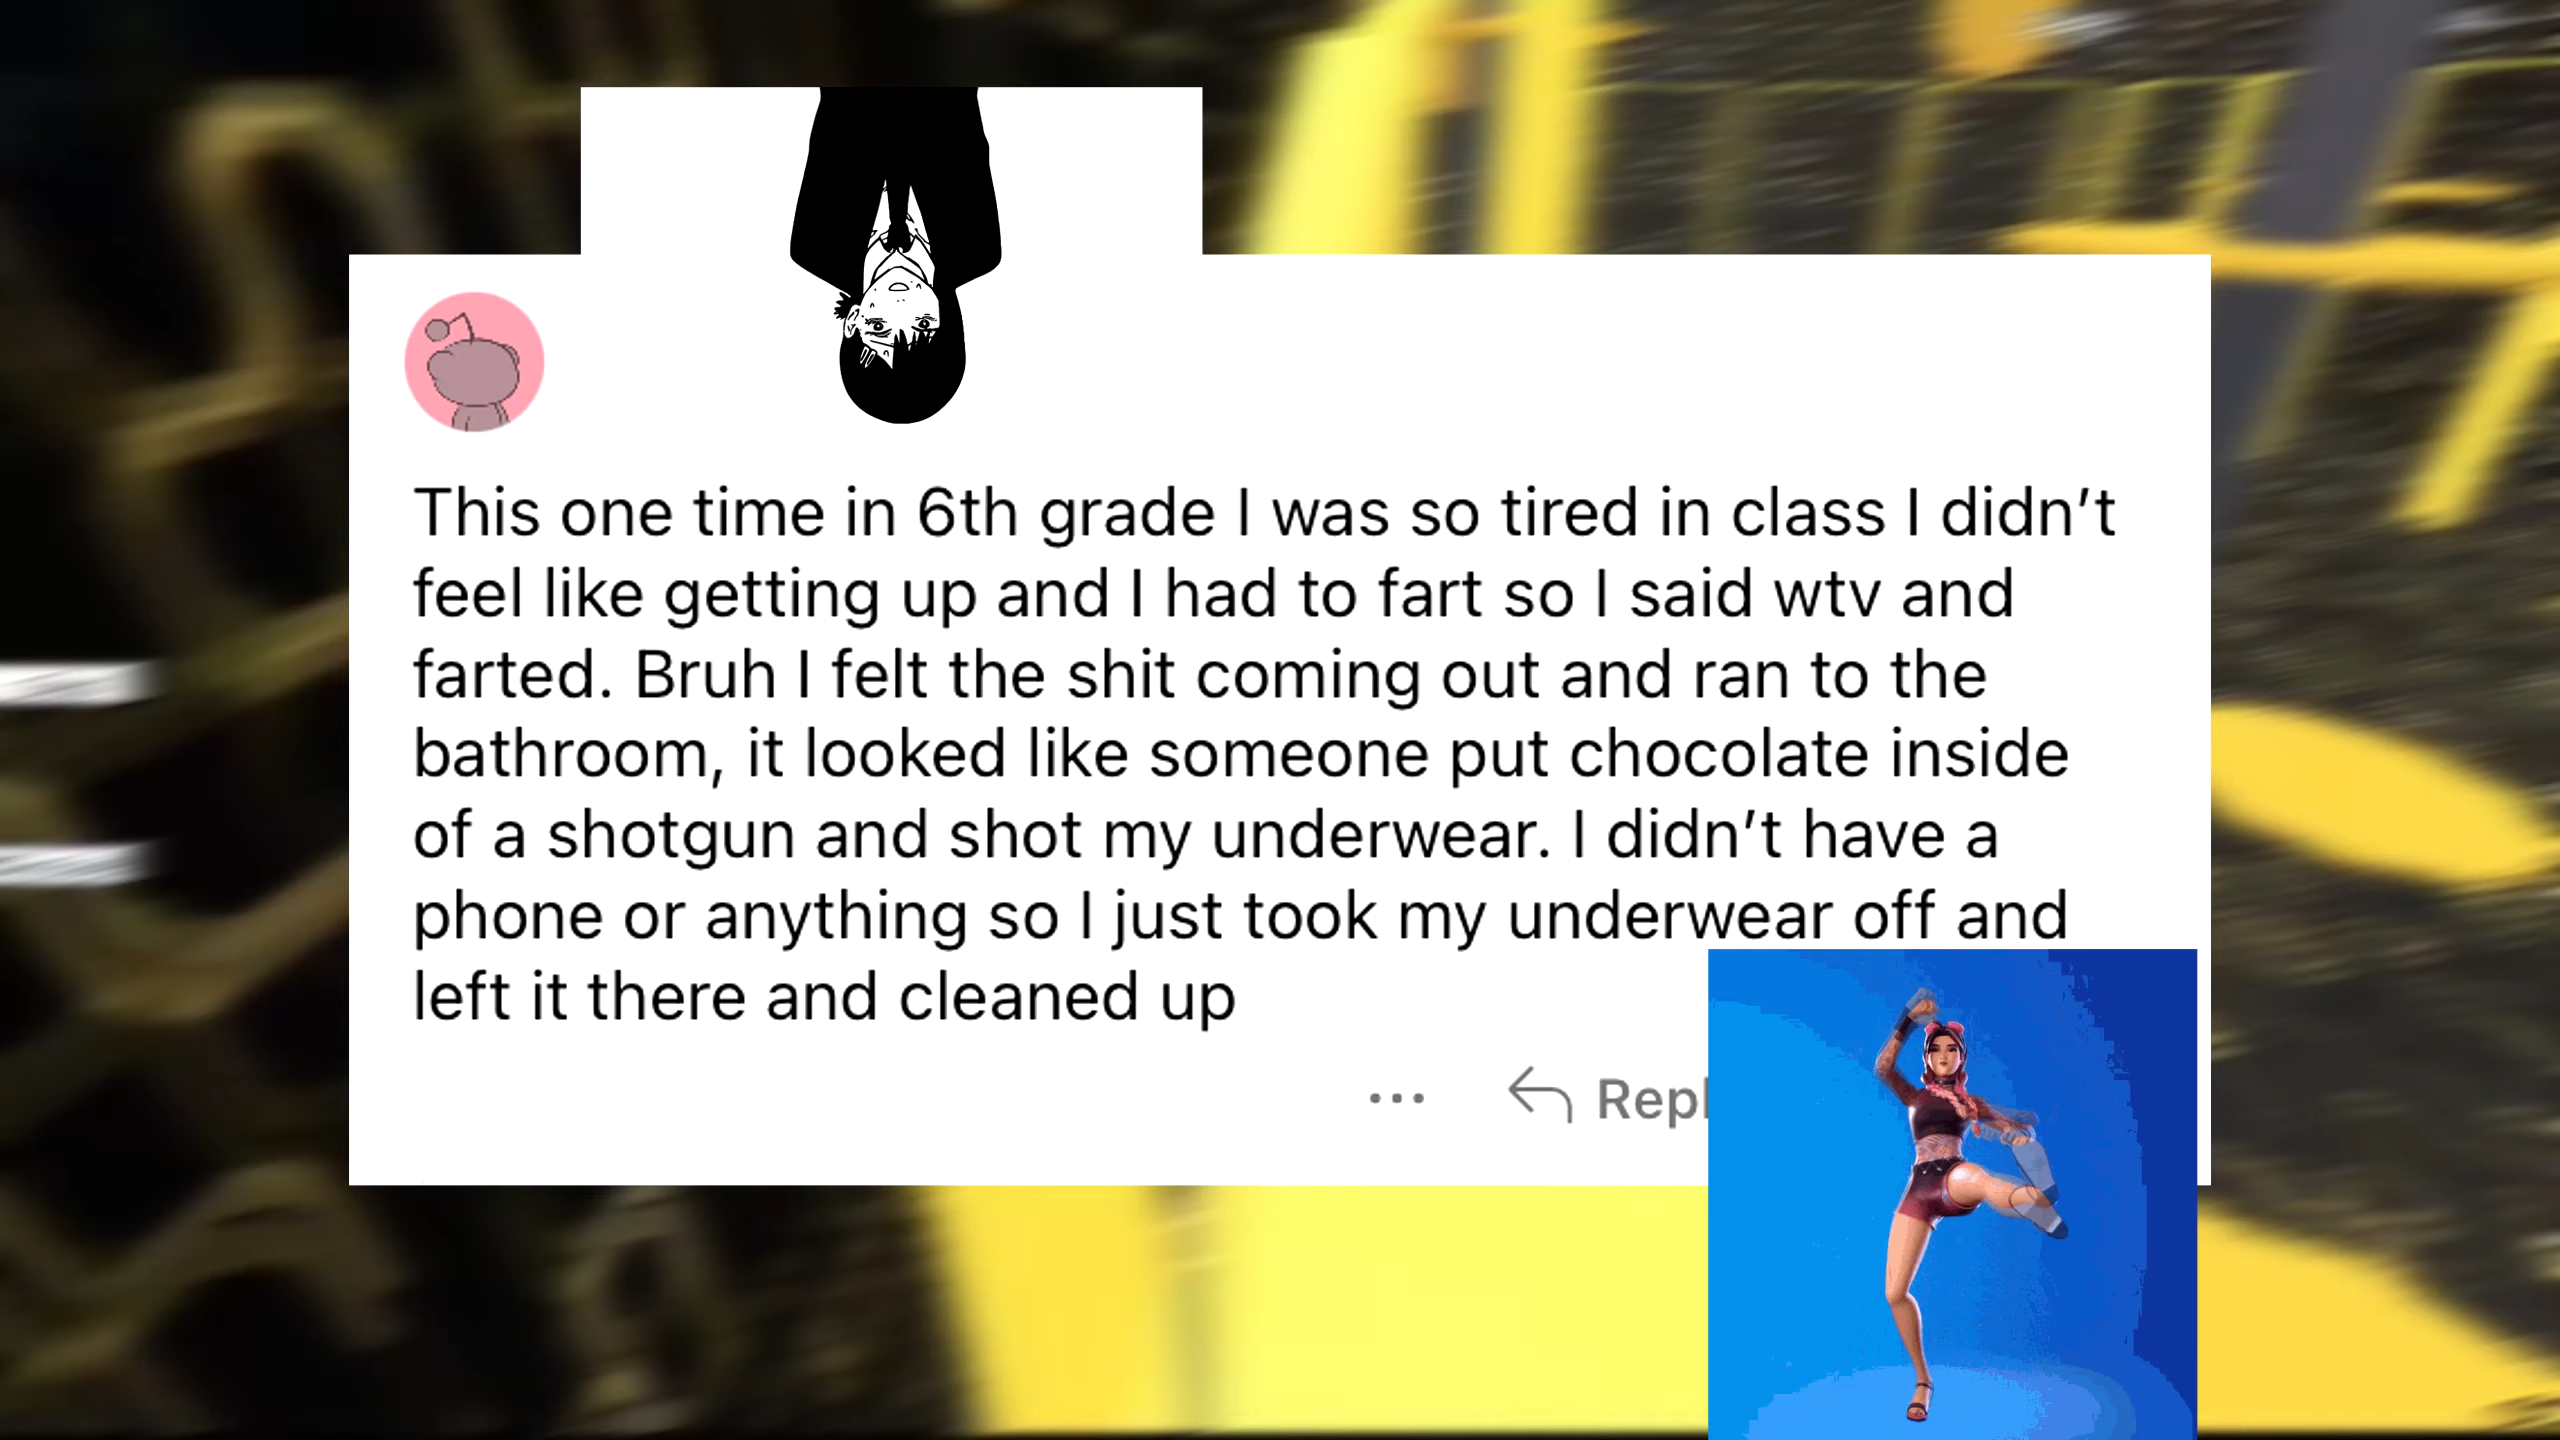 This one time in 6th grade I was so tired in class I didn’t
feel like getting up and I had to fart so I said wtv and
farted. Bruh I felt the shit coming out and ran to the
bathroom, it looked like someone put chocolate inside
of a shotgun and shot my underwear. I didn’t have a
phone or anything so I just took my underwear off and
left it there and cleaned up
... Repl